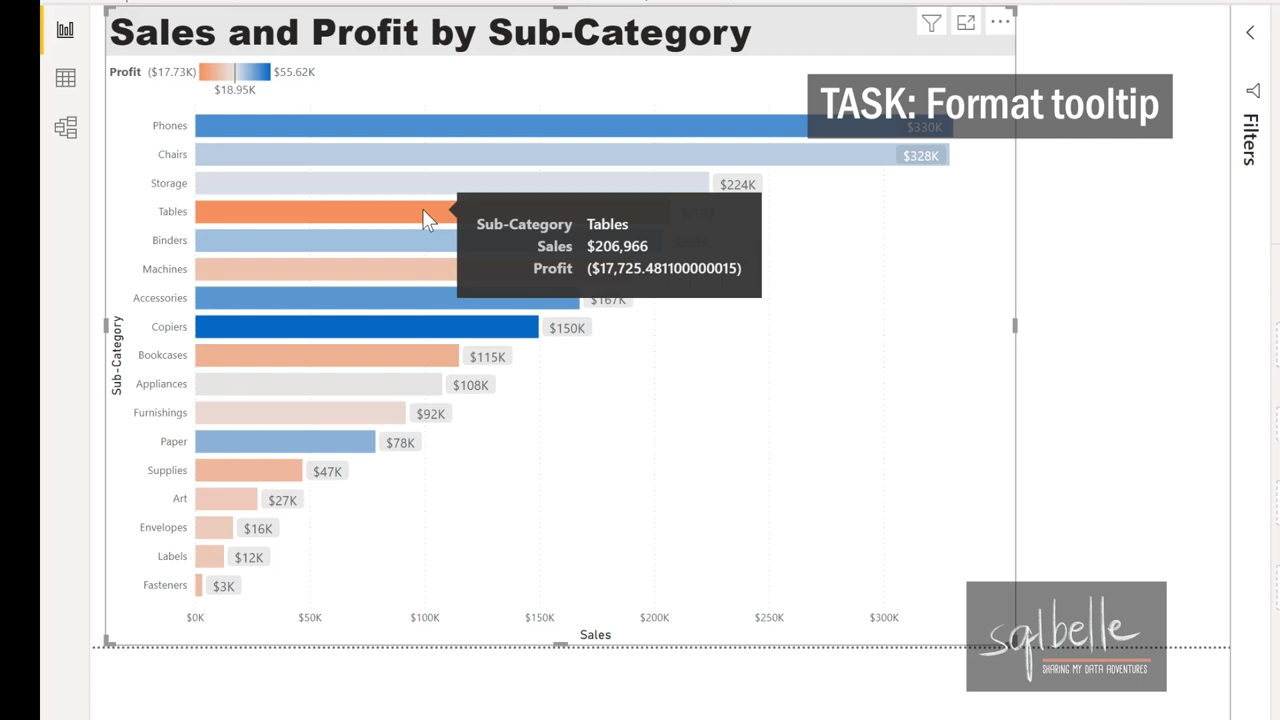 Sales and Profit by Sub-Category
Profit ($17.73K) $55.62K
$18.95K
TASK: Format tooltip
Phones $330K
Chairs $328K
Storage $224K
Tables
Binders
Machines
Accessories $167K
Copiers $150K
Bookcases $115K
Appliances $108K
Furnishings $92K
Paper $78K
Supplies $47K
Art $27K
Envelopes $16K
Labels $12K
Fasteners $3K
Sub-Category Tables
Sales $206,966
Profit ($17,725.481100000015)
Sub-Category
$0K $50K $100K $150K $200K $250K $300K
Sales
Filters
sqlbelle
SHARING MY DATA ADVENTURES